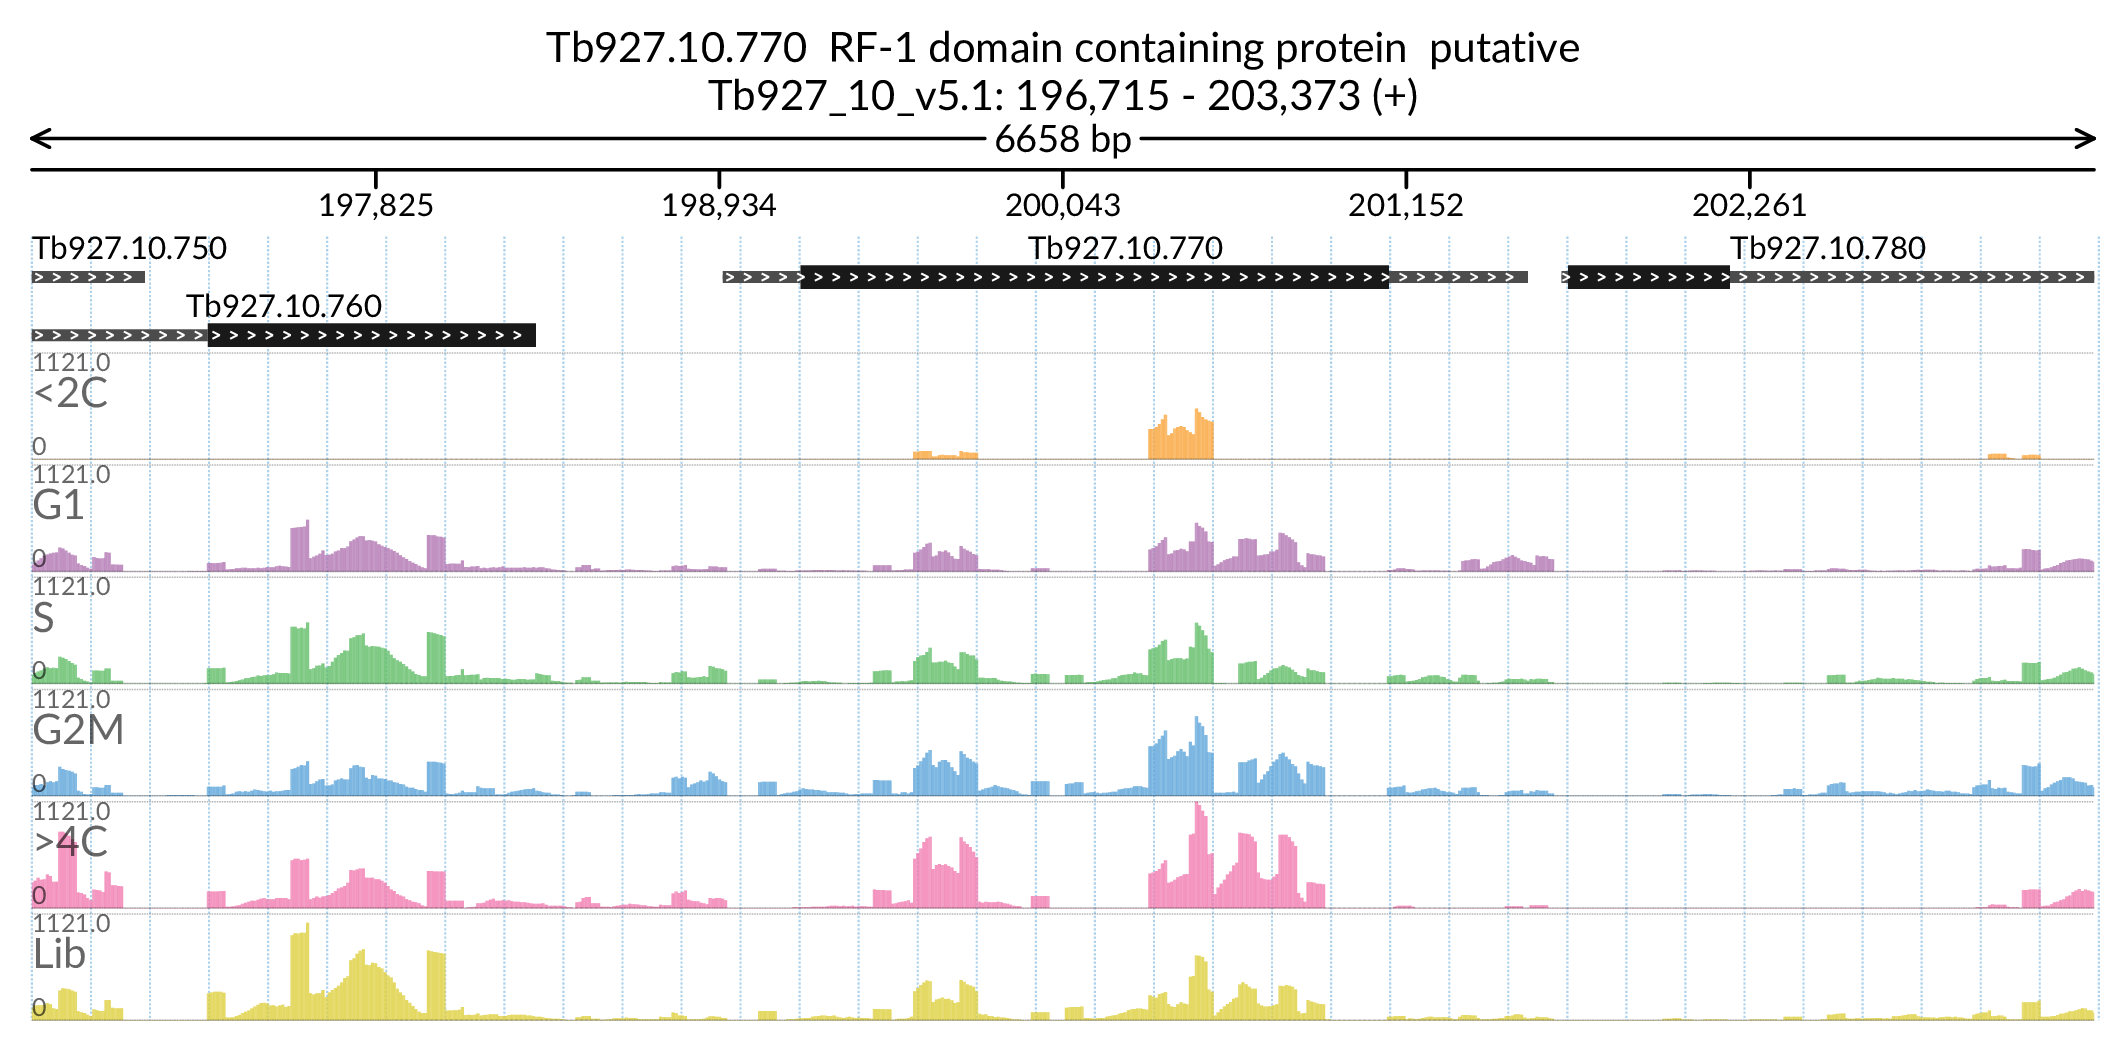 Tb927.10.770  RF-1 domain containing protein  putative
Tb927_10_v5.1: 196,715 - 203,373 (+)
6658 bp
197,825 198,934 200,043 201,152 202,261
Tb927.10.750 Tb927.10.770 Tb927.10.780
Tb927.10.760
1121.0
<2C
0
1121.0
G1
0
1121.0
S
0
1121.0
G2M
0
1121.0
>4C
0
1121.0
Lib
0